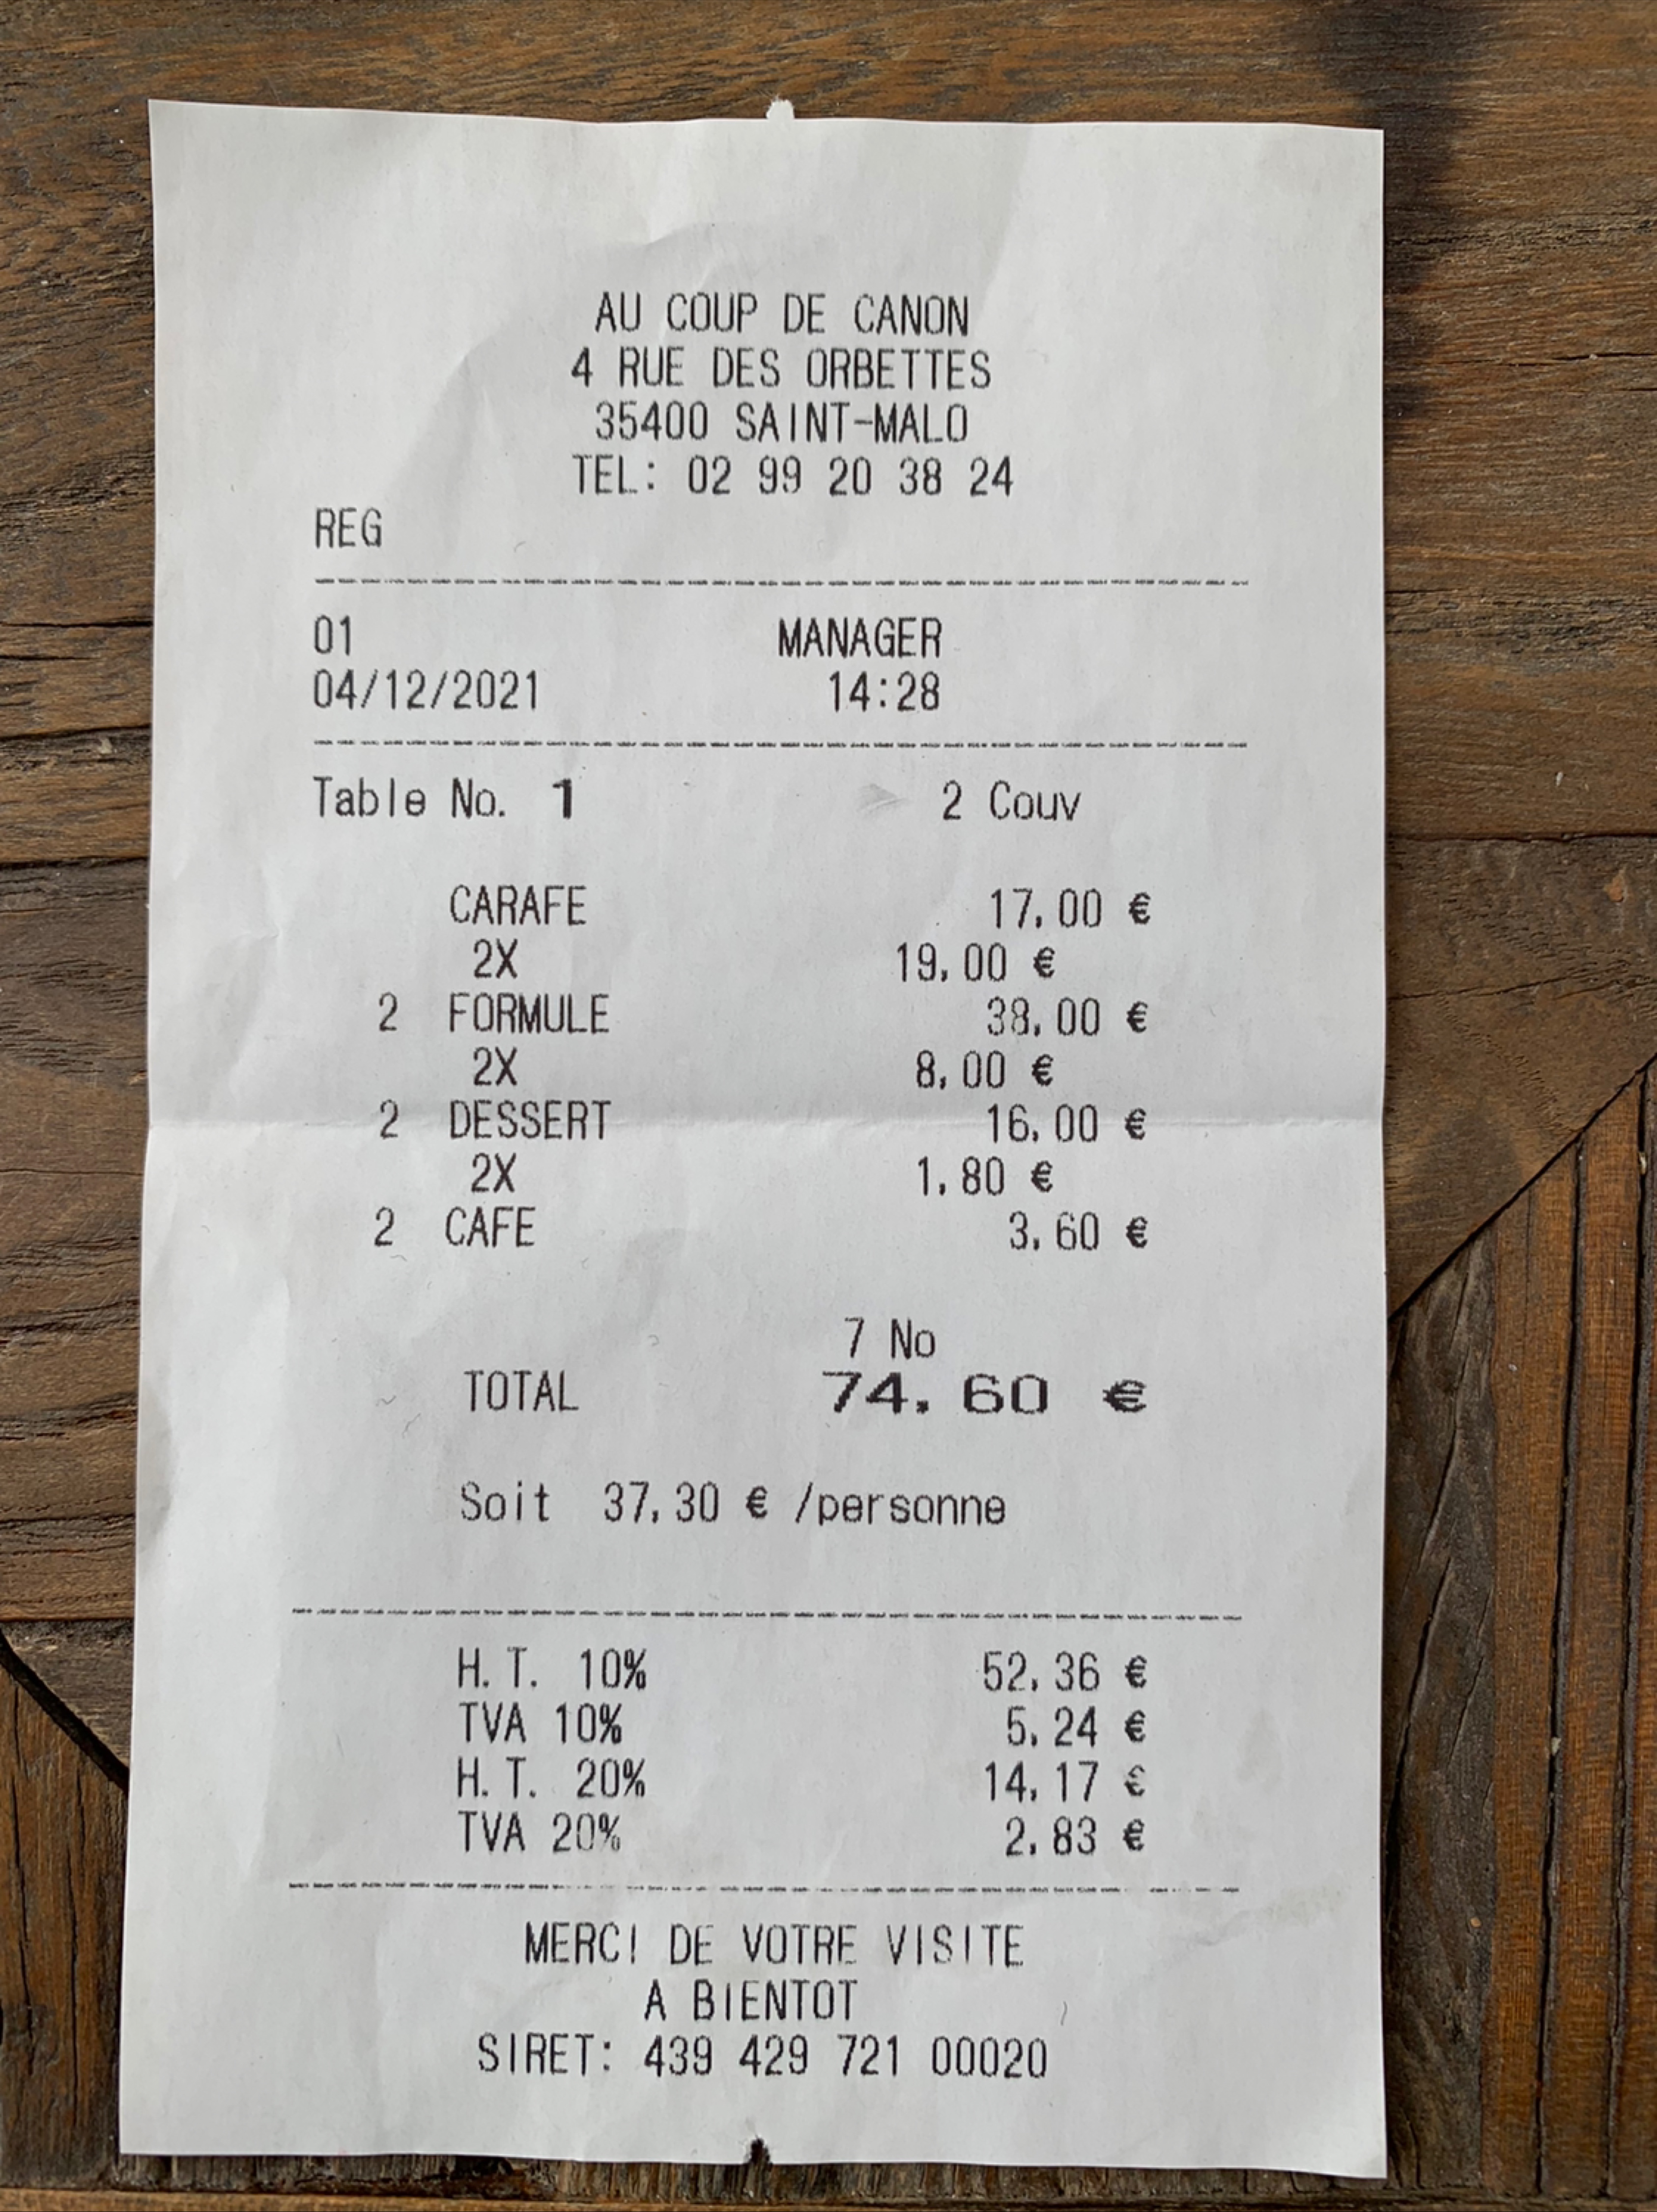 AU COUP DE CANON
4 RUE DES ORBETTES
35400 SAINT-MALO
TEL: 02 99 20 38 24
REG
01 MANAGER
04/12/2021 14:28
Table No. 1 2 Couv
CARAFE 17.00 €
2X 19.00 €
2 FORMULE 38.00 €
2X 8.00 €
2 DESSERT 16.00 €
2X 1.80 €
2 CAFE 3.60 €
7 No
TOTAL 74.60 €
Soit 37.30 € /personne
H.T. 10% 52.36 €
TVA 10% 5.24 €
H.T. 20% 14.17 €
TVA 20% 2.83 €
MERCI DE VOTRE VISITE
A BIENTOT
SIRET: 439 429 721 00020